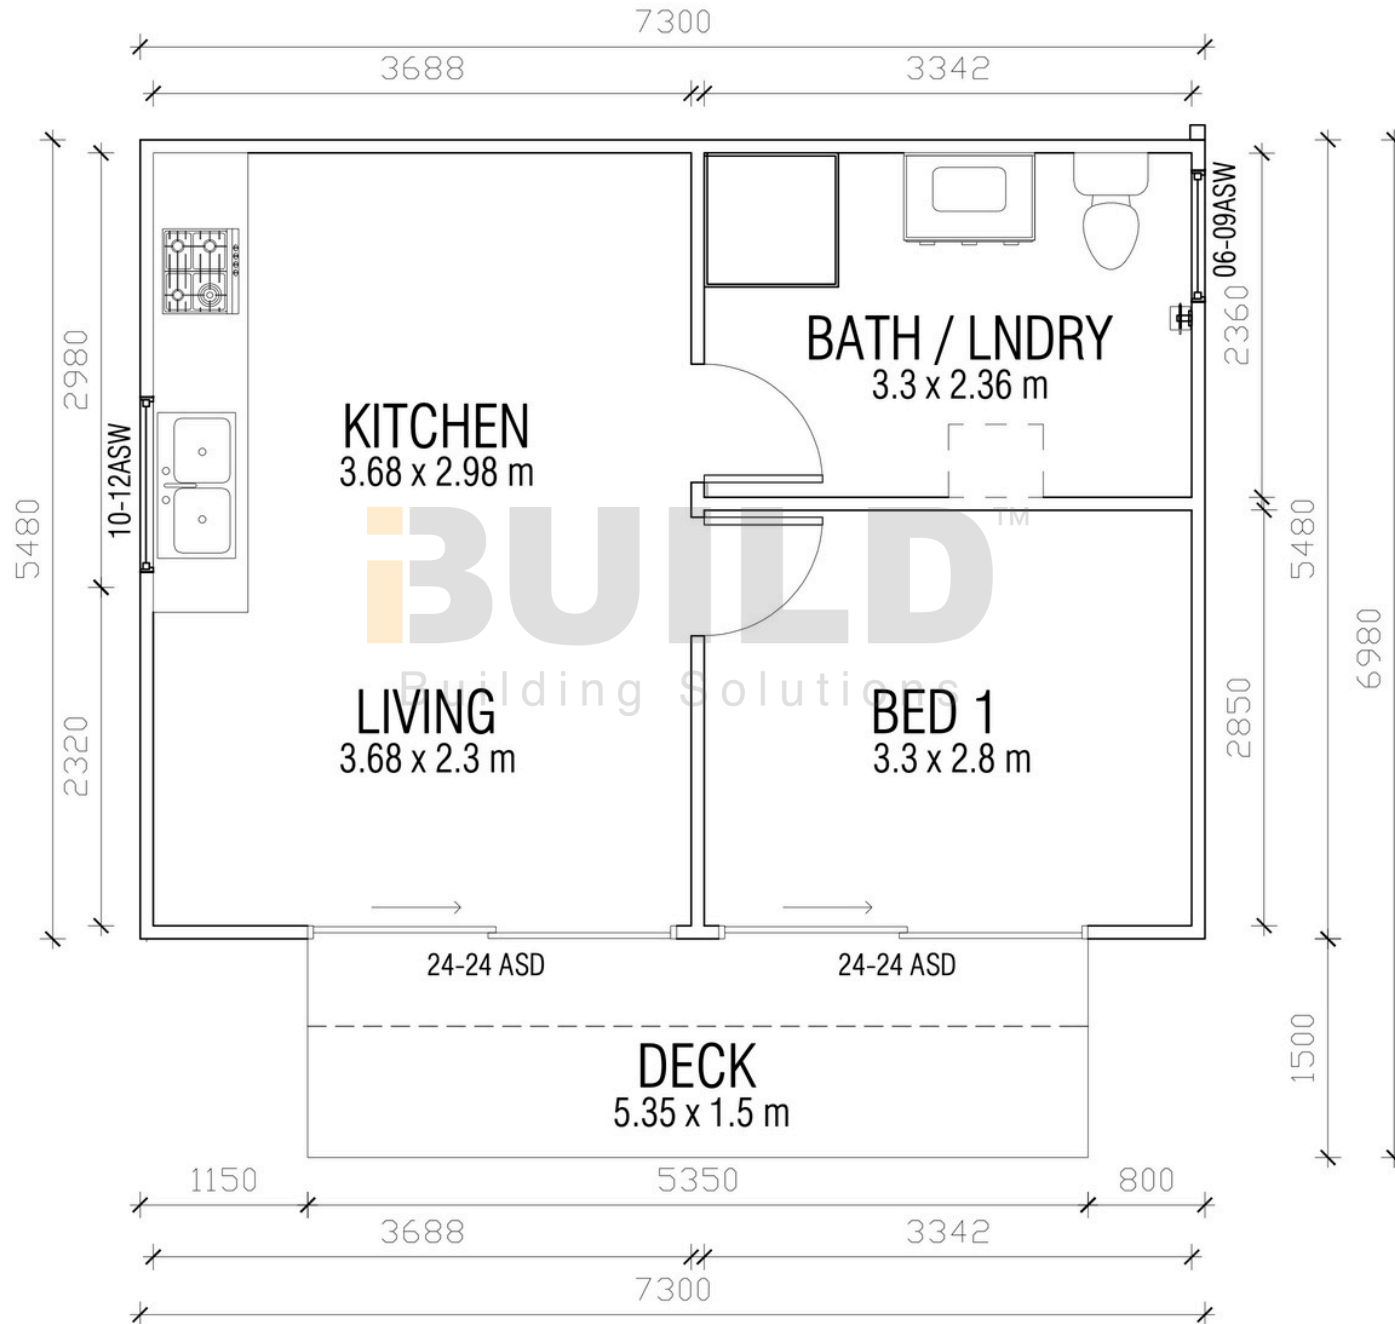 7300
3688
3342
06-09ASW
2360
BATH / LNDRY
3.3 x 2.36 m
2980
KITCHEN
3.68 x 2.98 m
10-12ASW
5480
iBUILD™
Building Solutions
5480
6980
LIVING
3.68 x 2.3 m
BED 1
3.3 x 2.8 m
2320
2850
24-24 ASD
24-24 ASD
DECK
5.35 x 1.5 m
1500
1150
5350
800
3688
3342
7300